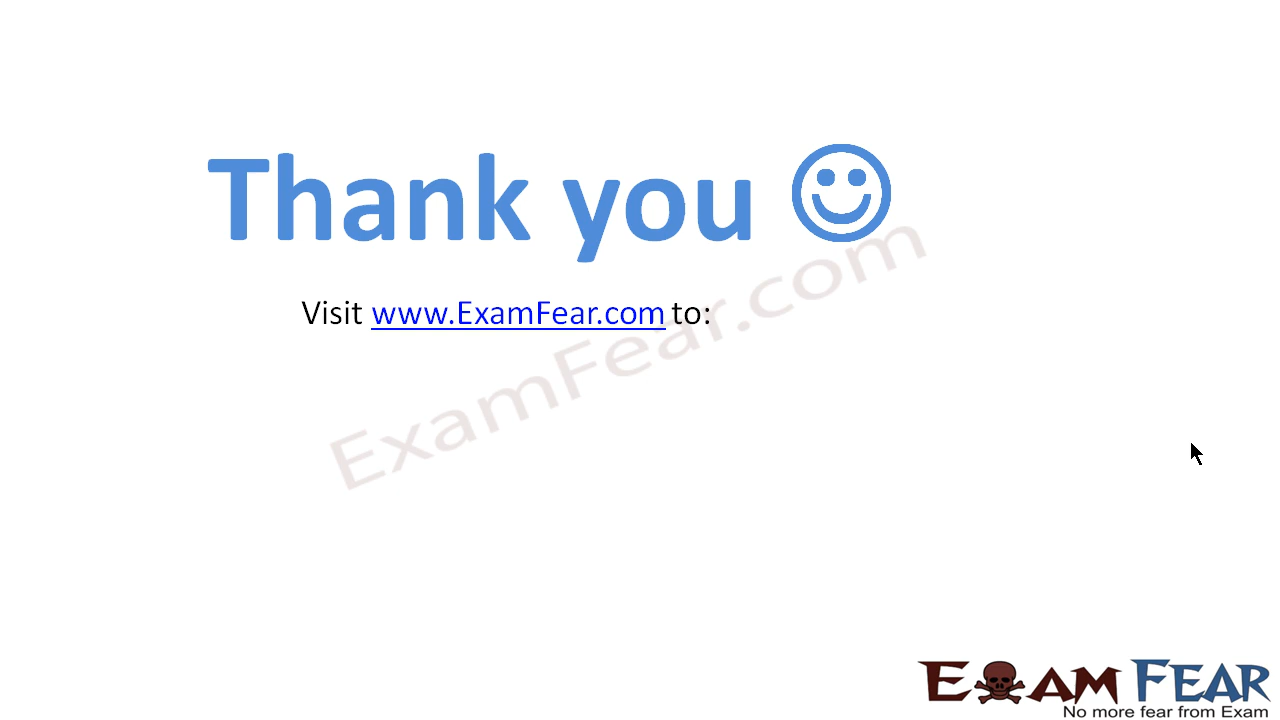 Thank you ☺
Visit www.ExamFear.com to:
ExamFear.com
EXAM FEAR
No more fear from Exam